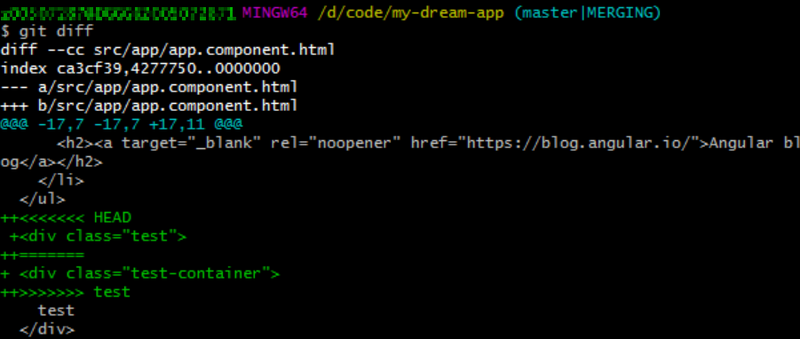 MINGW64 /d/code/my-dream-app (master|MERGING)
$ git diff
diff --cc src/app/app.component.html
index ca3cf39,4277750..0000000
--- a/src/app/app.component.html
+++ b/src/app/app.component.html
@@@ -17,7 -17,7 +17,11 @@@
      <h2><a target="_blank" rel="noopener" href="https://blog.angular.io/">Angular bl
og</a></h2>
    </li>
  </ul>
++<<<<<<< HEAD
 +<div class="test">
++=======
+ <div class="test-container">
++>>>>>>> test
    test
  </div>